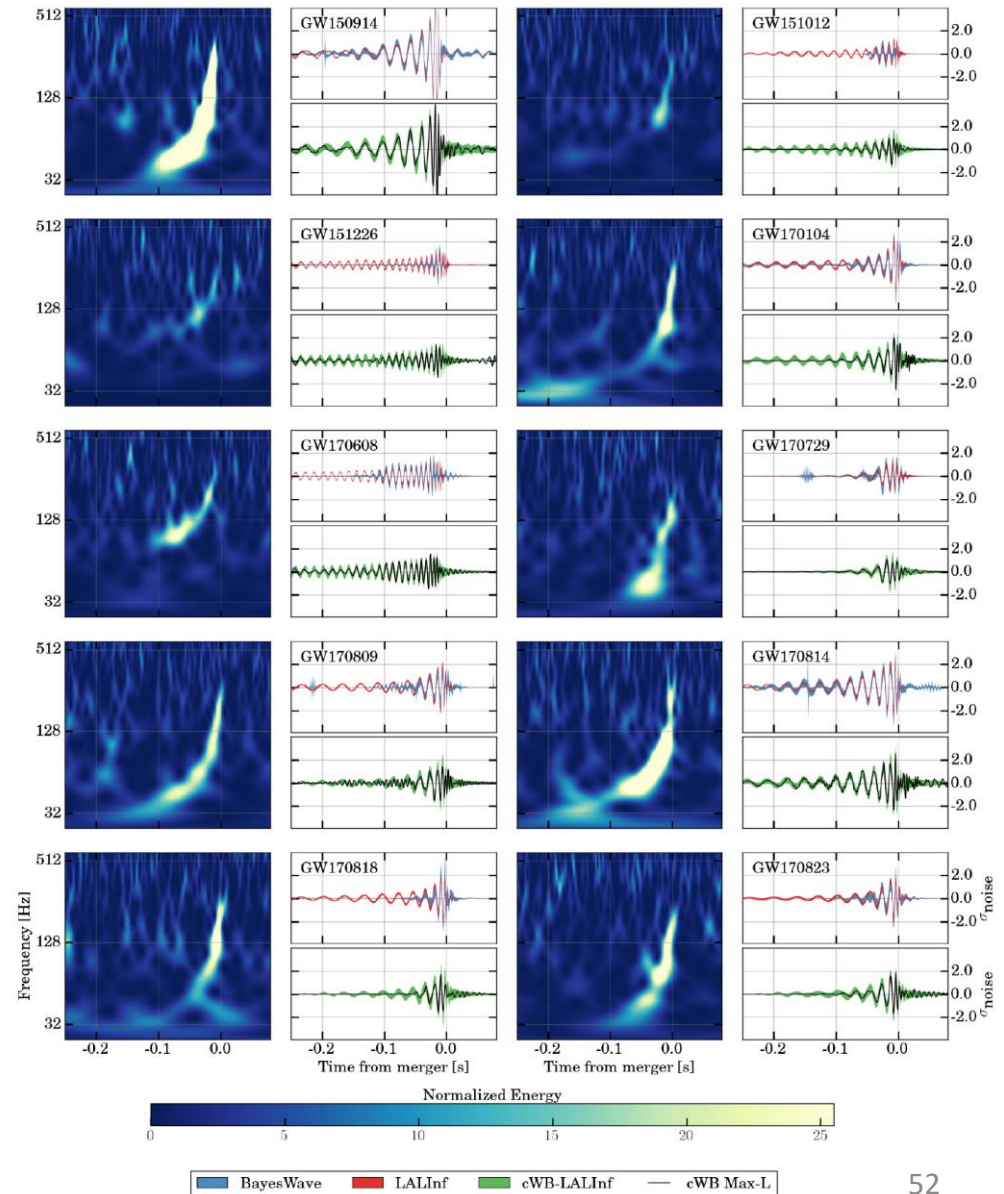 512
128
32
GW150914
GW151012
2.0
0.0
-2.0
2.0
0.0
-2.0
512
128
32
GW151226
GW170104
2.0
0.0
-2.0
2.0
0.0
-2.0
512
128
32
GW170608
GW170729
2.0
0.0
-2.0
2.0
0.0
-2.0
512
128
32
GW170809
GW170814
2.0
0.0
-2.0
2.0
0.0
-2.0
Frequency [Hz]
512
128
32
GW170818
GW170823
2.0
0.0
-2.0
σnoise
2.0
0.0
-2.0
σnoise
-0.2 -0.1 0.0
-0.2 -0.1 0.0
-0.2 -0.1 0.0
-0.2 -0.1 0.0
Time from merger [s]
Time from merger [s]
Normalized Energy
0 5 10 15 20 25
BayesWave LALInf cWB-LALInf cWB Max-L
52